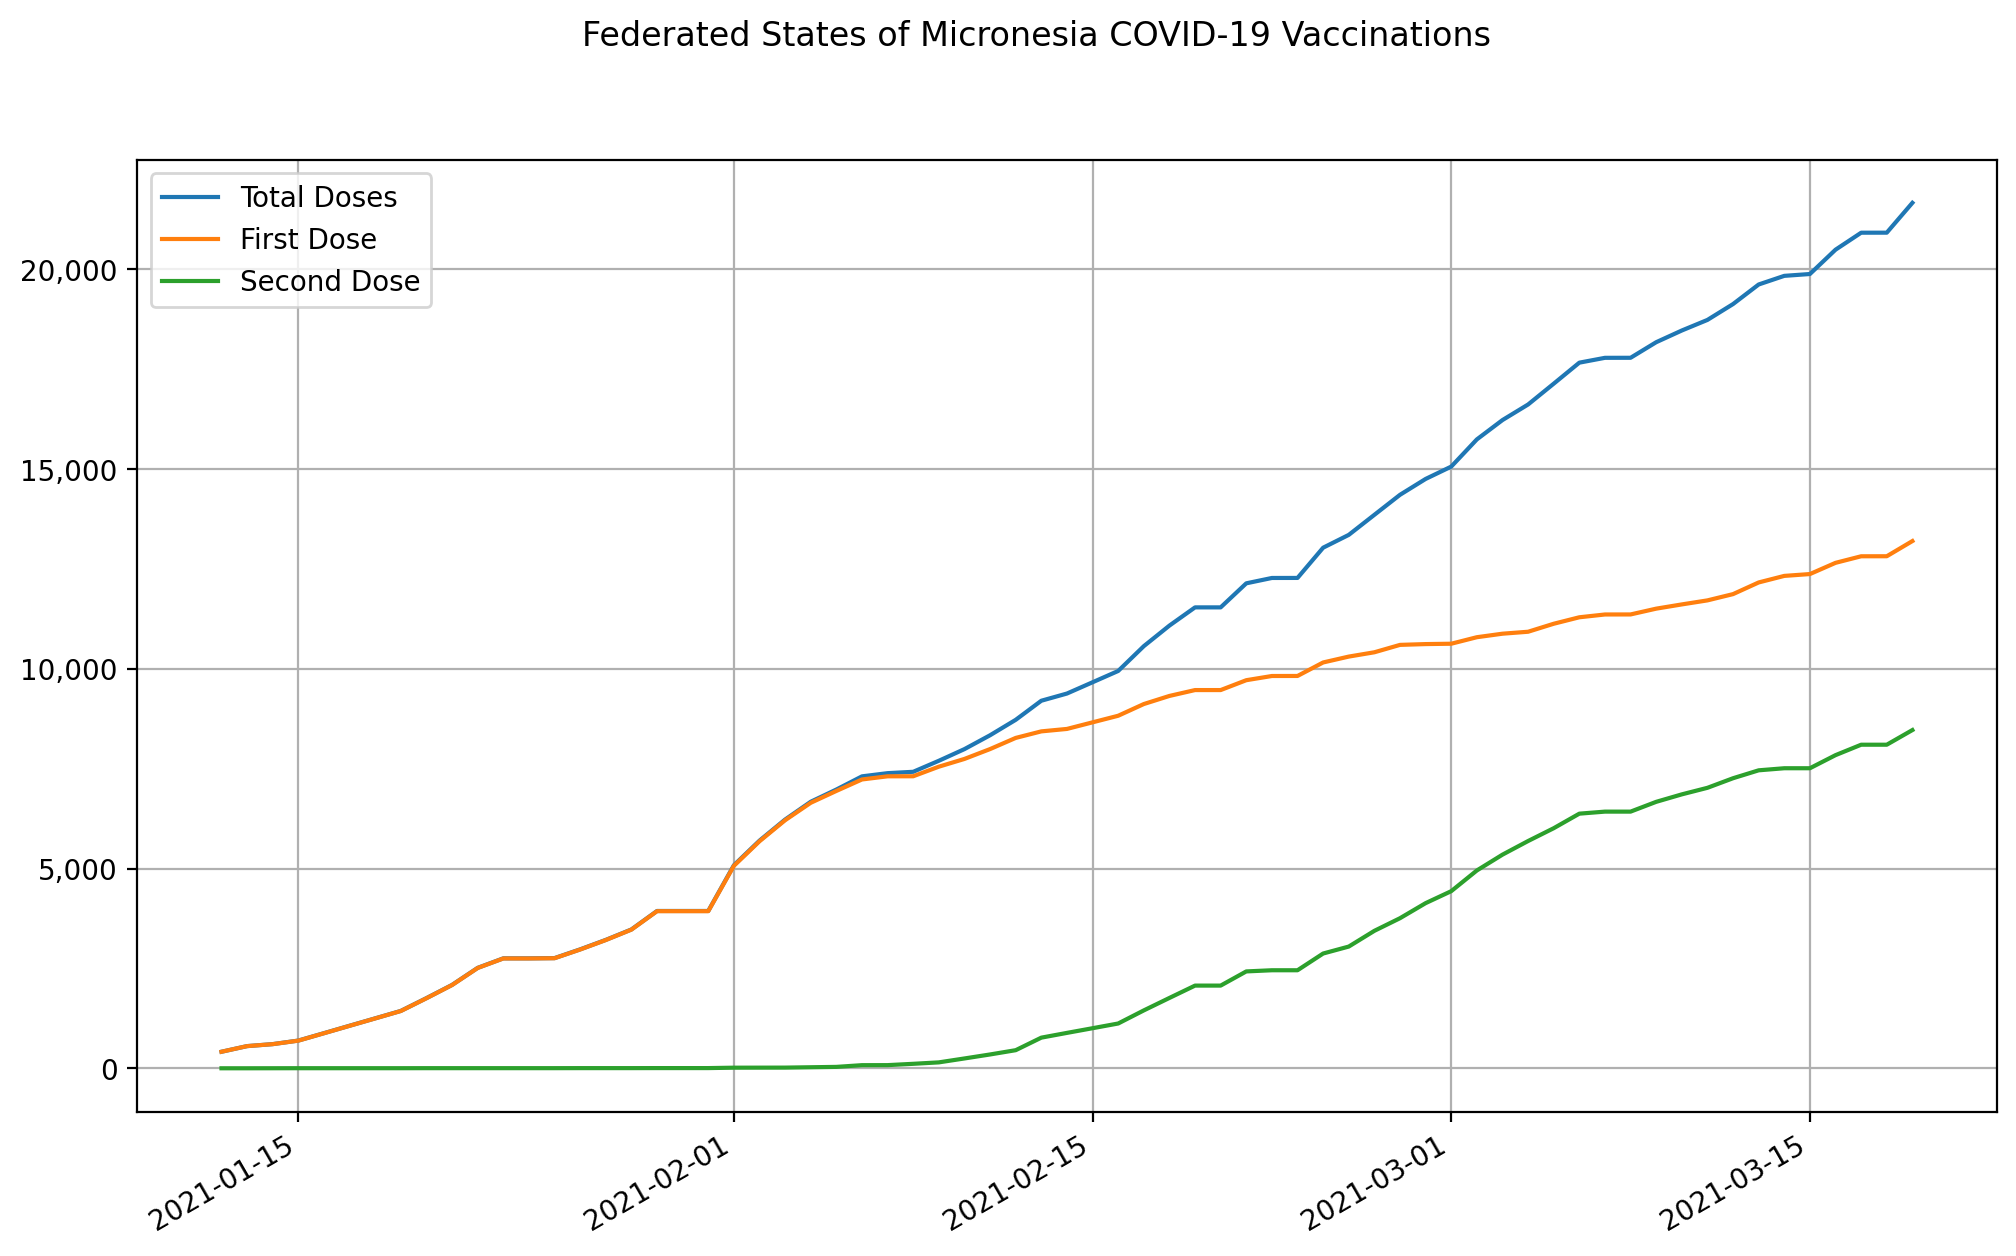 Federated States of Micronesia COVID-19 Vaccinations
Total Doses
First Dose
Second Dose
20,000
15,000
10,000
5,000
0
2021-01-15
2021-02-01
2021-02-15
2021-03-01
2021-03-15